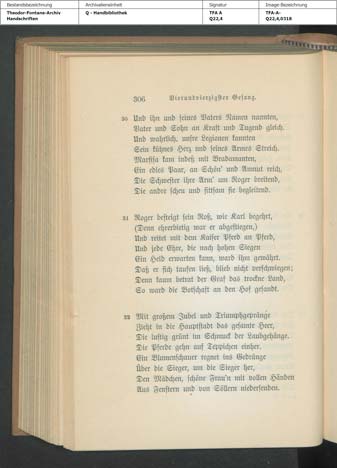 Bestandsbezeichnung
Archivalieneinheit
Signatur
Image-Bezeichnung
Theodor-Fontane-Archiv
Handschriften
Q - Handbibliothek
TFA A
Q22,4
TFA-A-
Q22,4,0318
306 Vierundvierzigster Gesang.
30 Und ihn und seines Vaters Namen nannten,
Vater und Sohn an Kraft und Tugend gleich.
Und wahrlich, unsre Legionen kannten
Sein kühnes Herz und seines Armes Streich.
Marfisa kam indeß mit Bradamanten,
Ein edles Paar, an Schön' und Anmut reich,
Die Schwester ihre Arm' um Roger breitend,
Die andre scheu und sittsam sie begleitend.
31 Roger besteigt sein Roß, wie Karl begehrt,
(Denn ehrerbietig war er abgestiegen,)
Und reitet mit dem Kaiser Pferd an Pferd,
Und jede Ehre, die nach hohen Siegen
Ein Held erwarten kann, ward ihm gewährt.
Daß er sich taufen ließ, blieb nicht verschwiegen;
Denn kaum betrat der Graf das trockne Land,
So ward die Botschaft an den Hof gesandt.
32 Mit großem Jubel und Triumphgepränge
Zieht in die Hauptstadt das gesamte Heer,
Die lustig grünt im Schmuck der Laubgehänge.
Die Pferde gehn auf Teppichen einher.
Ein Blumenschauer regnet ins Gedränge
Über die Sieger, um die Sieger her,
Den Mädchen, schöne Frau'n mit vollen Händen
Aus Fenstern und von Söllern niedersenden.